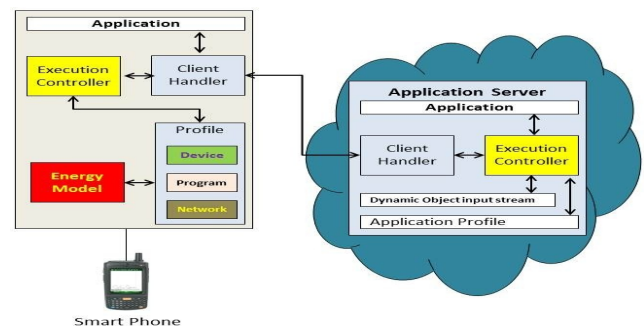 Application
Execution
Controller
Client
Handler
Profile
Device
Energy
Model
Program
Network
Smart Phone
Application Server
Application
Client
Handler
Execution
Controller
Dynamic Object input stream
Application Profile